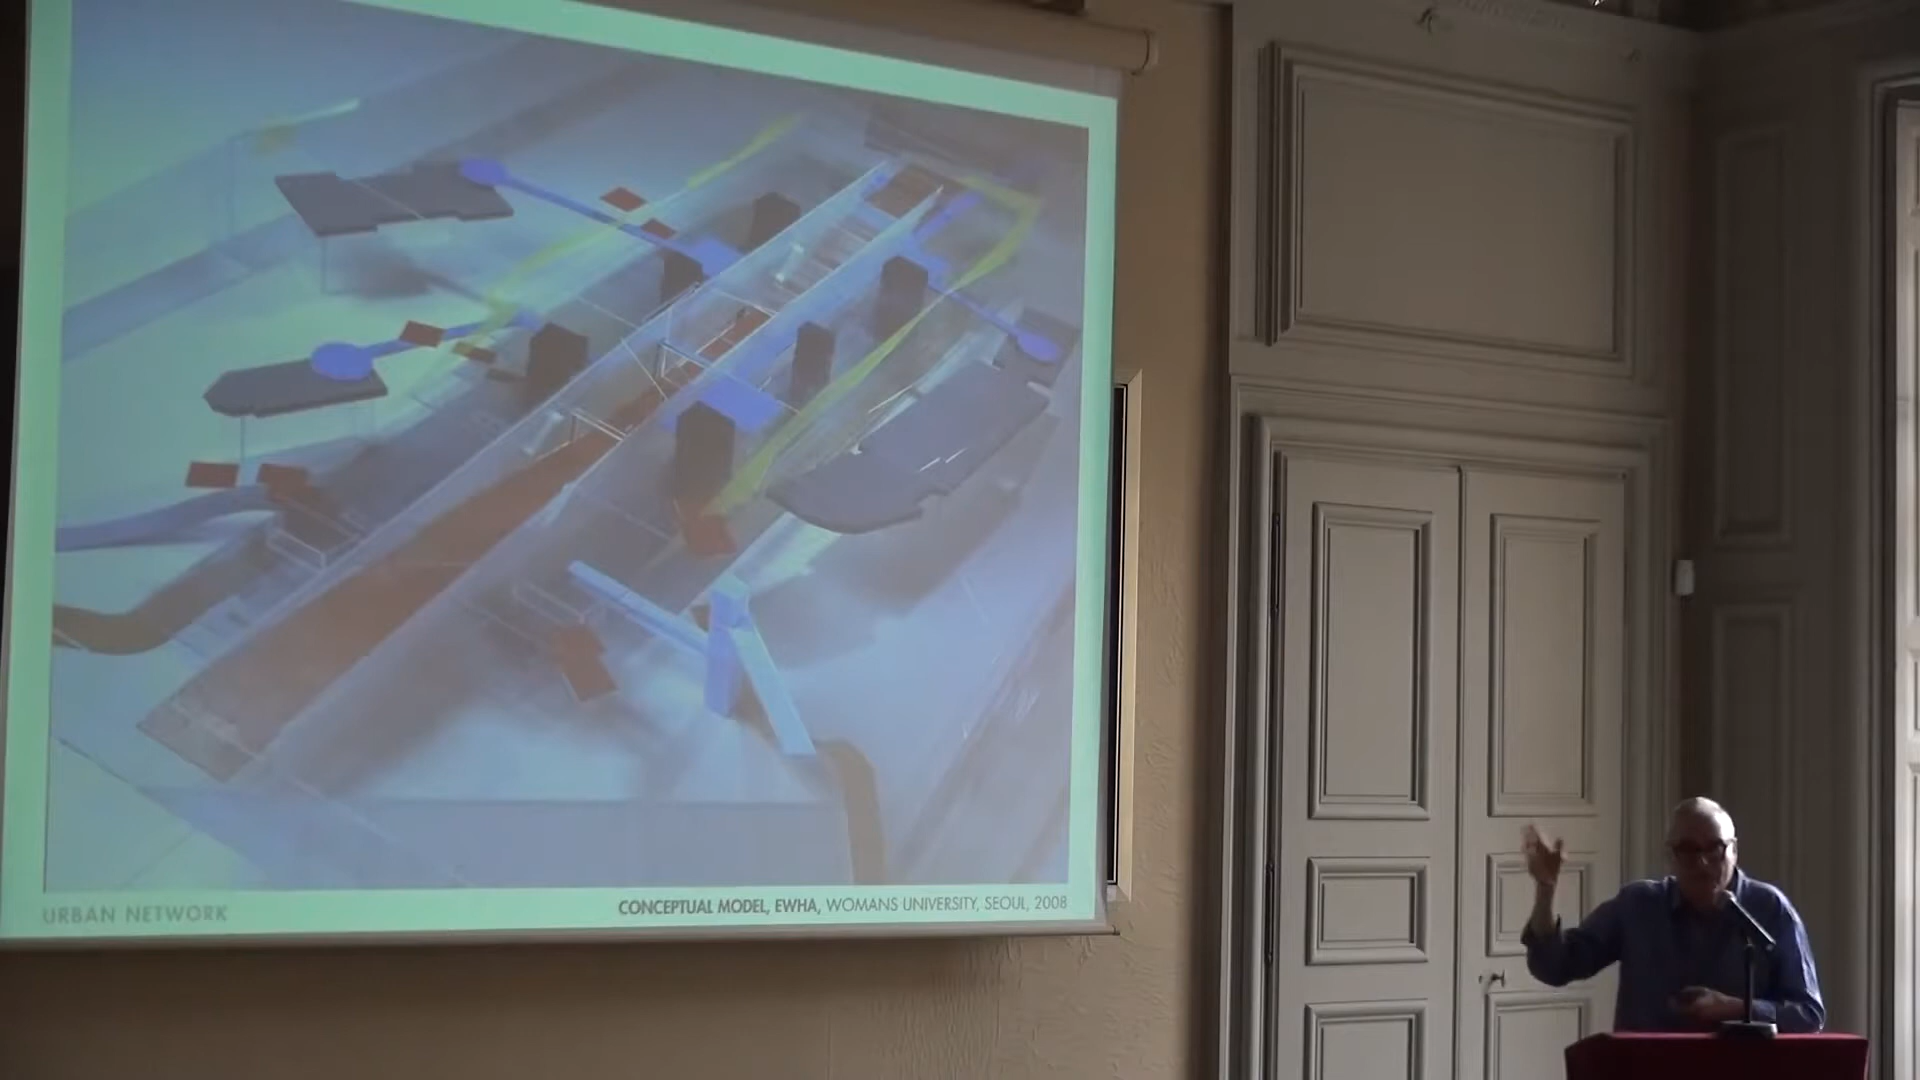 URBAN NETWORK
CONCEPTUAL MODEL, EWHA, WOMANS UNIVERSITY, SEOUL, 2008